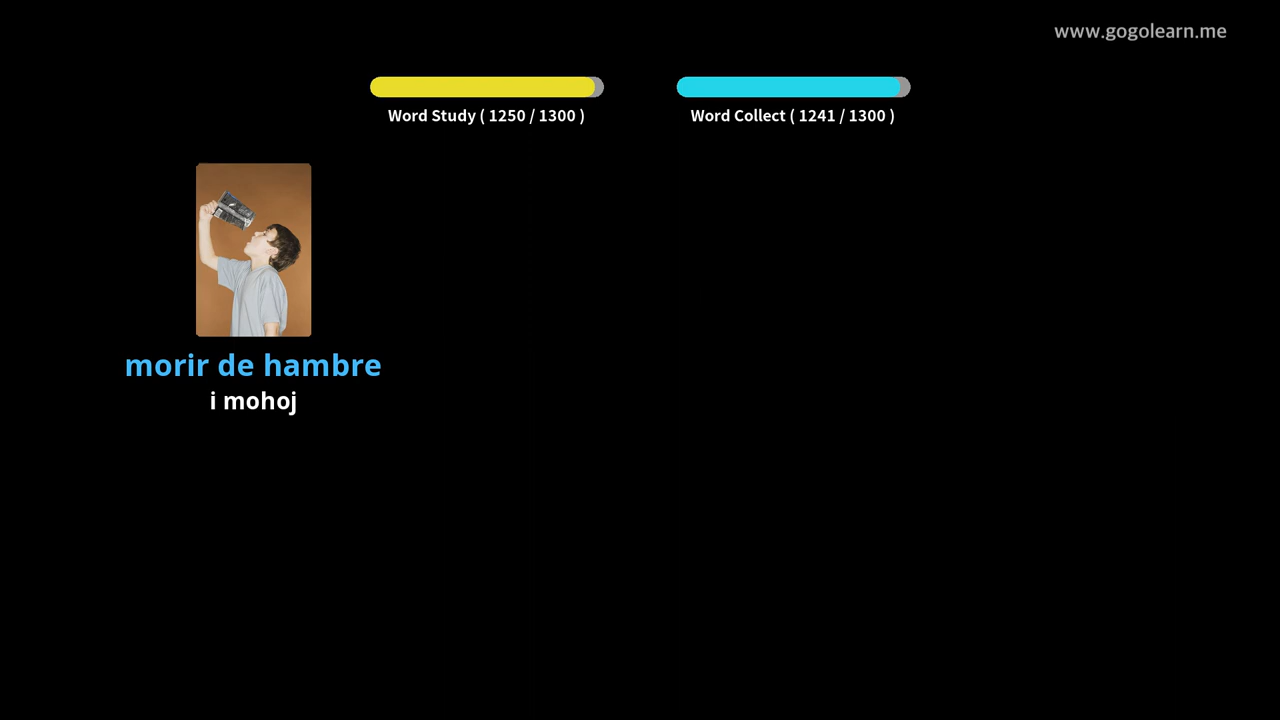 www.gogolearn.me
Word Study ( 1250 / 1300 )
Word Collect ( 1241 / 1300 )
morir de hambre
i mohoj